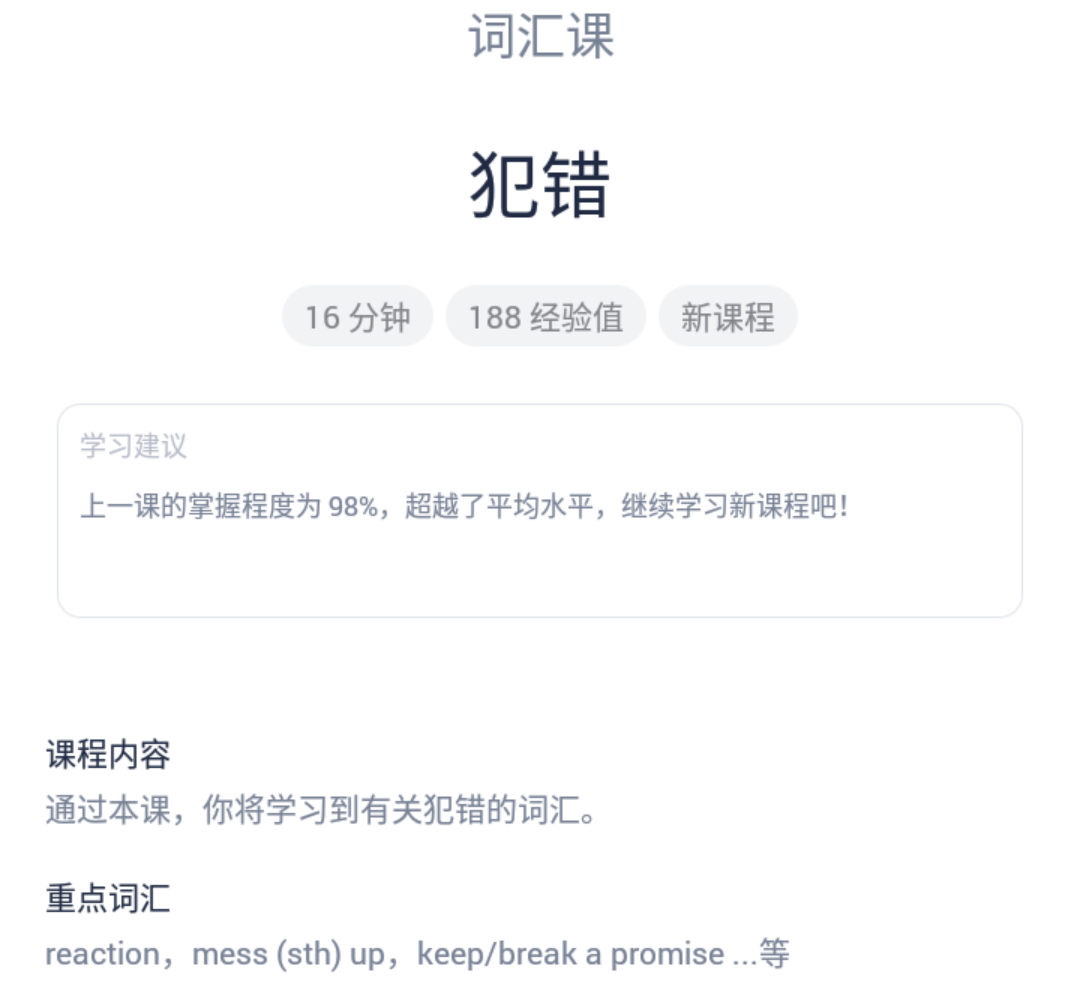 词汇课
犯错
16 分钟 188 经验值 新课程
学习建议
上一课的掌握程度为 98%，超越了平均水平，继续学习新课程吧！
课程内容
通过本课，你将学习到有关犯错的词汇。
重点词汇
reaction，mess (sth) up，keep/break a promise ...等